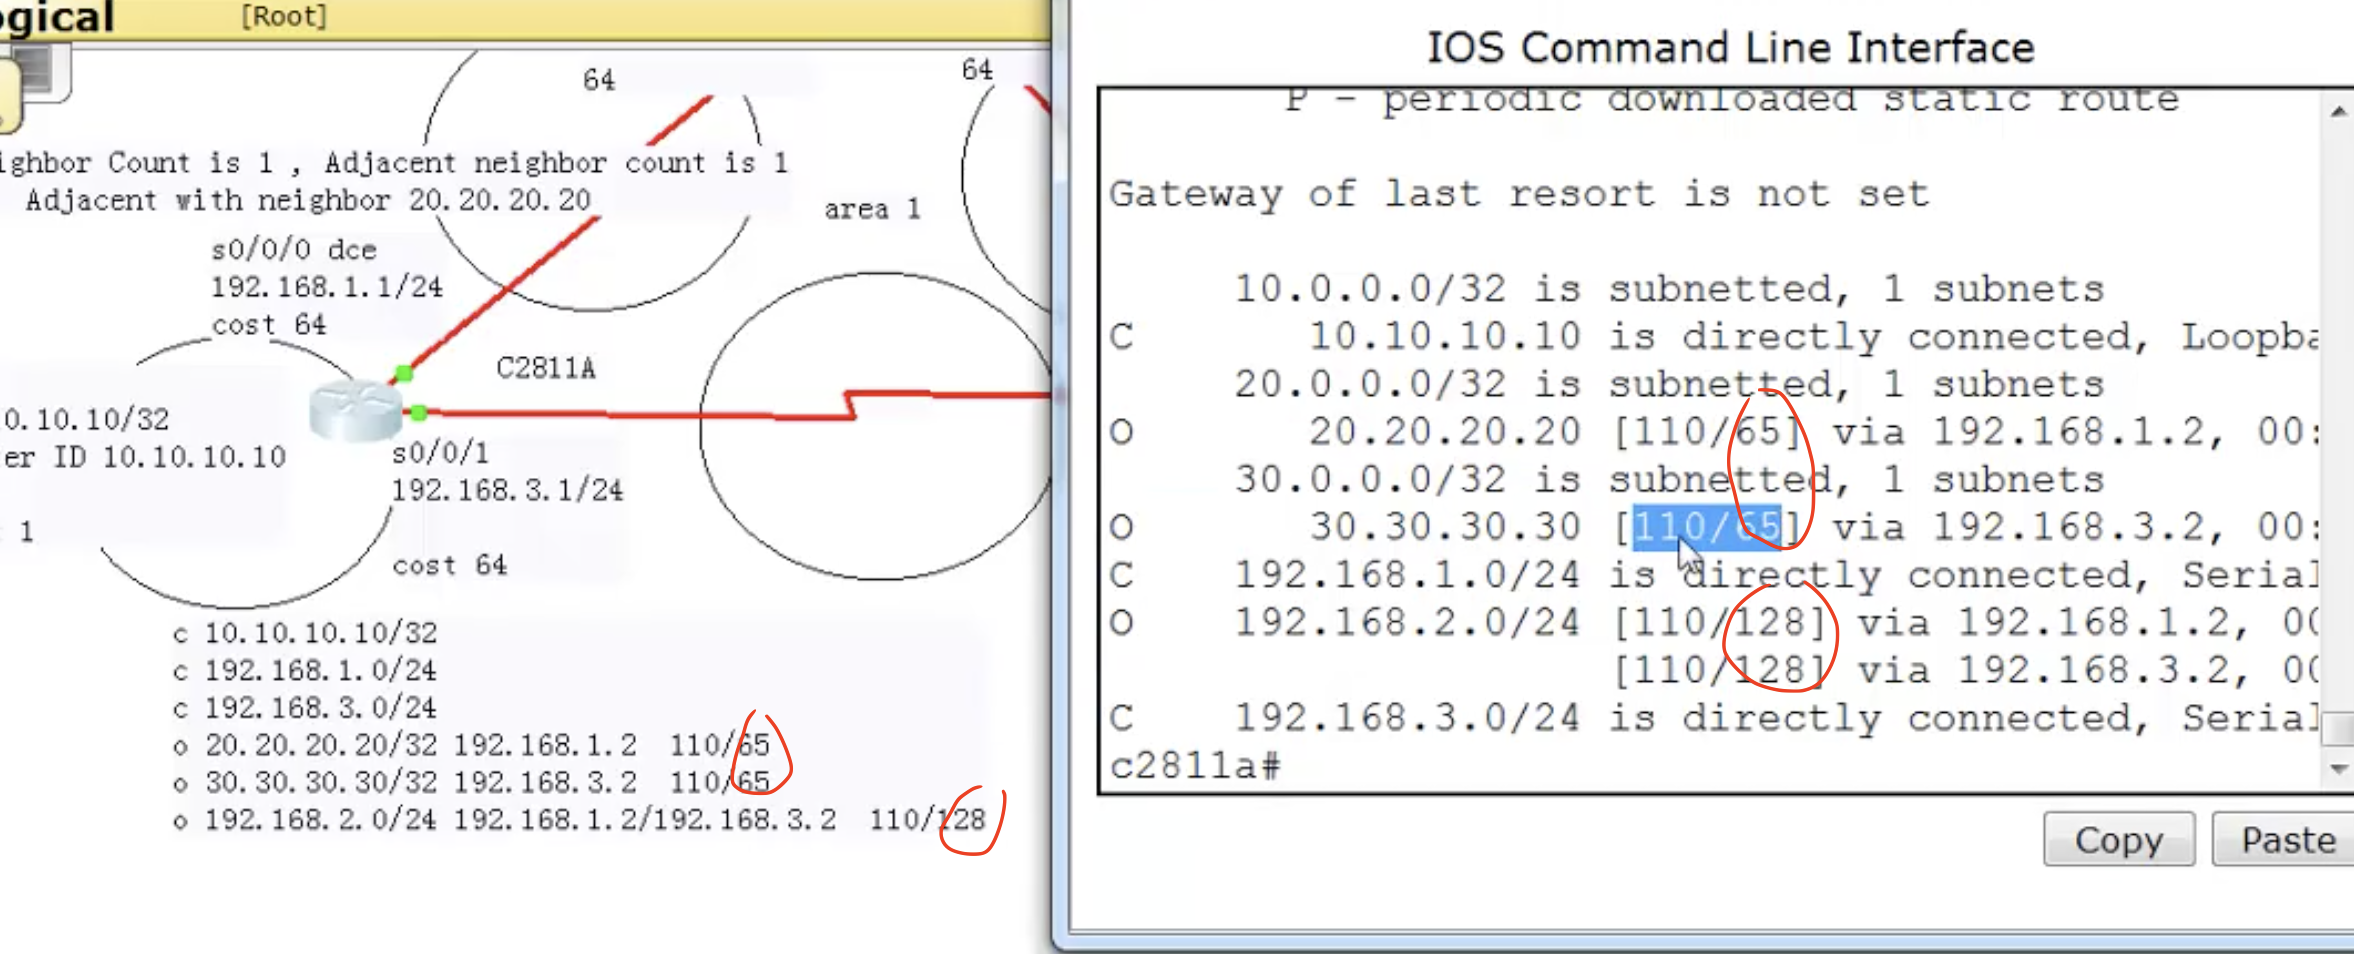 ogical
[Root]
64
64
ighbor Count is 1 , Adjacent neighbor count is 1
Adjacent with neighbor 20.20.20.20
area 1
s0/0/0 dce
192.168.1.1/24
cost 64
C2811A
0.10.10/32
er ID 10.10.10.10
1
s0/0/1
192.168.3.1/24
cost 64
c 10.10.10.10/32
c 192.168.1.0/24
c 192.168.3.0/24
o 20.20.20.20/32 192.168.1.2 110/65
o 30.30.30.30/32 192.168.3.2 110/65
o 192.168.2.0/24 192.168.1.2/192.168.3.2 110/128
IOS Command Line Interface
P - periodic downloaded static route
Gateway of last resort is not set
10.0.0.0/32 is subnetted, 1 subnets
C 10.10.10.10 is directly connected, Loopba
20.0.0.0/32 is subnetted, 1 subnets
O 20.20.20.20 [110/65] via 192.168.1.2, 00:
30.0.0.0/32 is subnetted, 1 subnets
O 30.30.30.30 [110/65] via 192.168.3.2, 00:
C 192.168.1.0/24 is directly connected, Serial
O 192.168.2.0/24 [110/128] via 192.168.1.2, 00
[110/128] via 192.168.3.2, 00
C 192.168.3.0/24 is directly connected, Serial
c2811a#
Copy
Paste